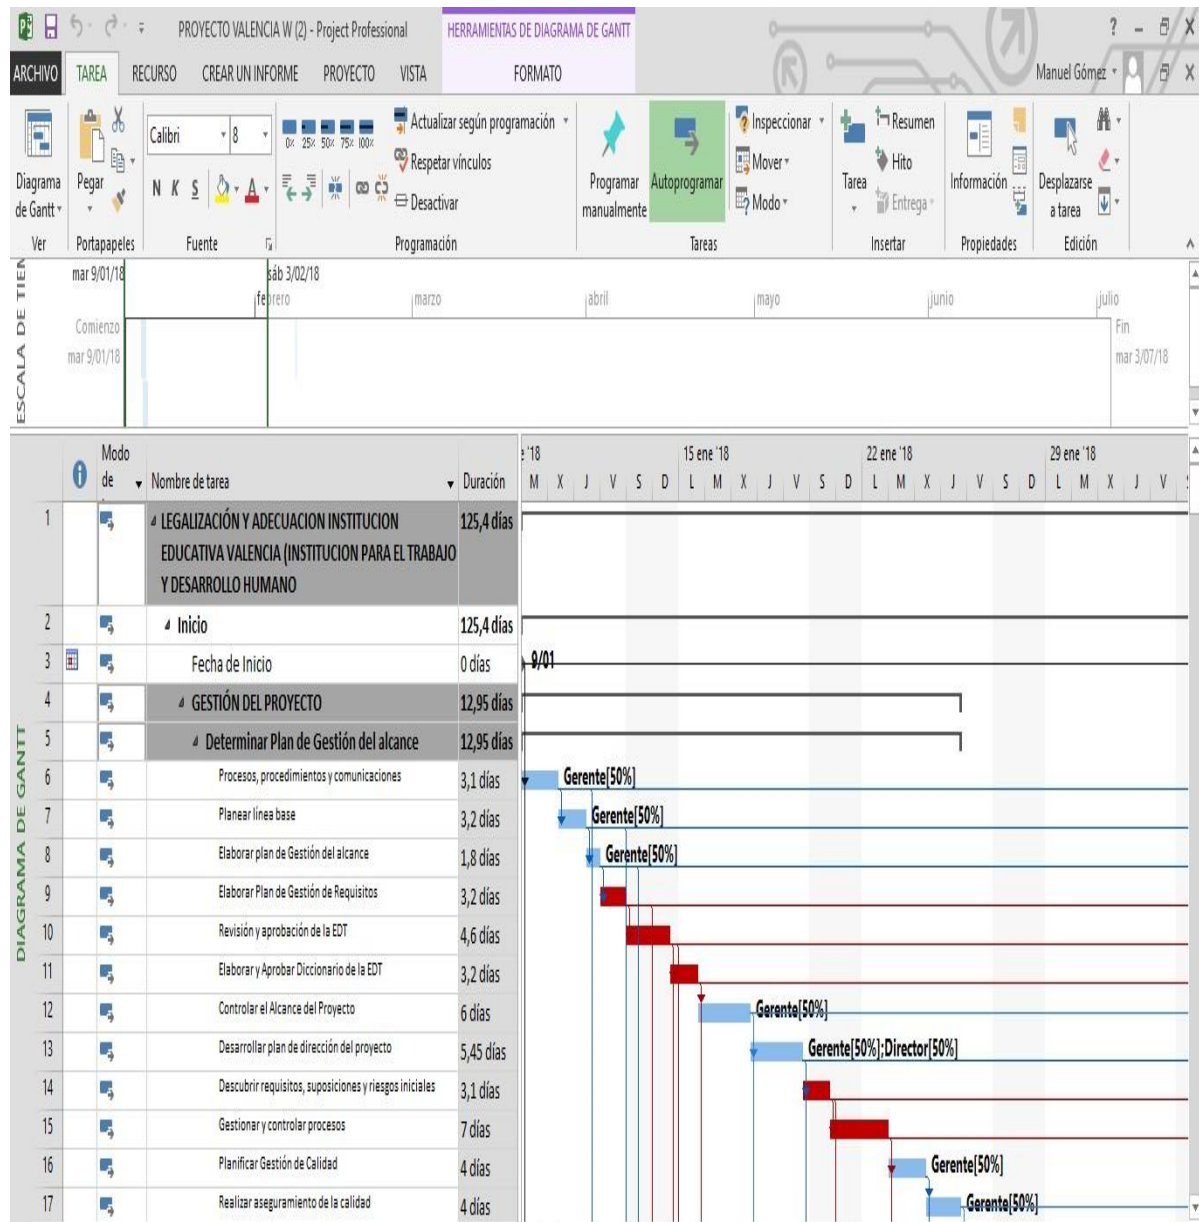 PROYECTO VALENCIA W (2) - Project Professional
HERRAMIENTAS DE DIAGRAMA DE GANTT
?
ARCHIVO TAREA RECURSO CREAR UN INFORME PROYECTO VISTA FORMATO
Manuel Gómez
Diagrama de Gantt
Ver
Pegar
Portapapeles
Calibri 8
N K S A
Fuente
0× 25× 50× 75× 100×
Actualizar según programación
Respetar vínculos
Desactivar
Programación
Programar manualmente
Autoprogramar
Inspeccionar
Mover
Modo
Tareas
Tarea
Resumen
Hito
Entrega
Insertar
Información
Propiedades
Desplazarse a tarea
Edición
ESCALA DE TIEN
mar 9/01/18 sáb 3/02/18
febrero marzo abril mayo junio julio
Comienzo
mar 9/01/18
Fin
mar 3/07/18
DIAGRAMA DE GANTT
Modo de
Nombre de tarea
Duración
e '18 15 ene '18 22 ene '18 29 ene '18
M X J V S D L M X J V S D L M X J V S D L M X J V
1 LEGALIZACIÓN Y ADECUACION INSTITUCION 125,4 días
EDUCATIVA VALENCIA (INSTITUCION PARA EL TRABAJO
Y DESARROLLO HUMANO
2 Inicio 125,4 días
3 Fecha de Inicio 0 días 9/01
4 GESTIÓN DEL PROYECTO 12,95 días
5 Determinar Plan de Gestión del alcance 12,95 días
6 Procesos, procedimientos y comunicaciones 3,1 días Gerente[50%]
7 Planear línea base 3,2 días Gerente[50%]
8 Elaborar plan de Gestión del alcance 1,8 días Gerente[50%]
9 Elaborar Plan de Gestión de Requisitos 3,2 días
10 Revisión y aprobación de la EDT 4,6 días
11 Elaborar y Aprobar Diccionario de la EDT 3,2 días
12 Controlar el Alcance del Proyecto 6 días Gerente[50%]
13 Desarrollar plan de dirección del proyecto 5,45 días Gerente[50%];Director[50%]
14 Descubrir requisitos, suposiciones y riesgos iniciales 3,1 días
15 Gestionar y controlar procesos 7 días
16 Planificar Gestión de Calidad 4 días Gerente[50%]
17 Realizar aseguramiento de la calidad 4 días Gerente[50%]